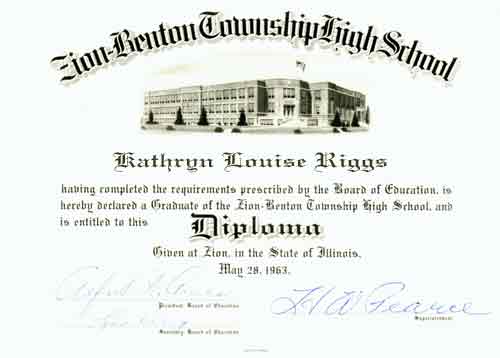 Zion-Benton Township High School
Kathryn Louise Riggs
having completed the requirements prescribed by the Board of Education, is
hereby declared a Graduate of the Zion-Benton Township High School, and
is entitled to this Diploma
Given at Zion, in the State of Illinois,
May 28, 1963.
President Board of Education
H W Pearce
Superintendent
Secretary Board of Education